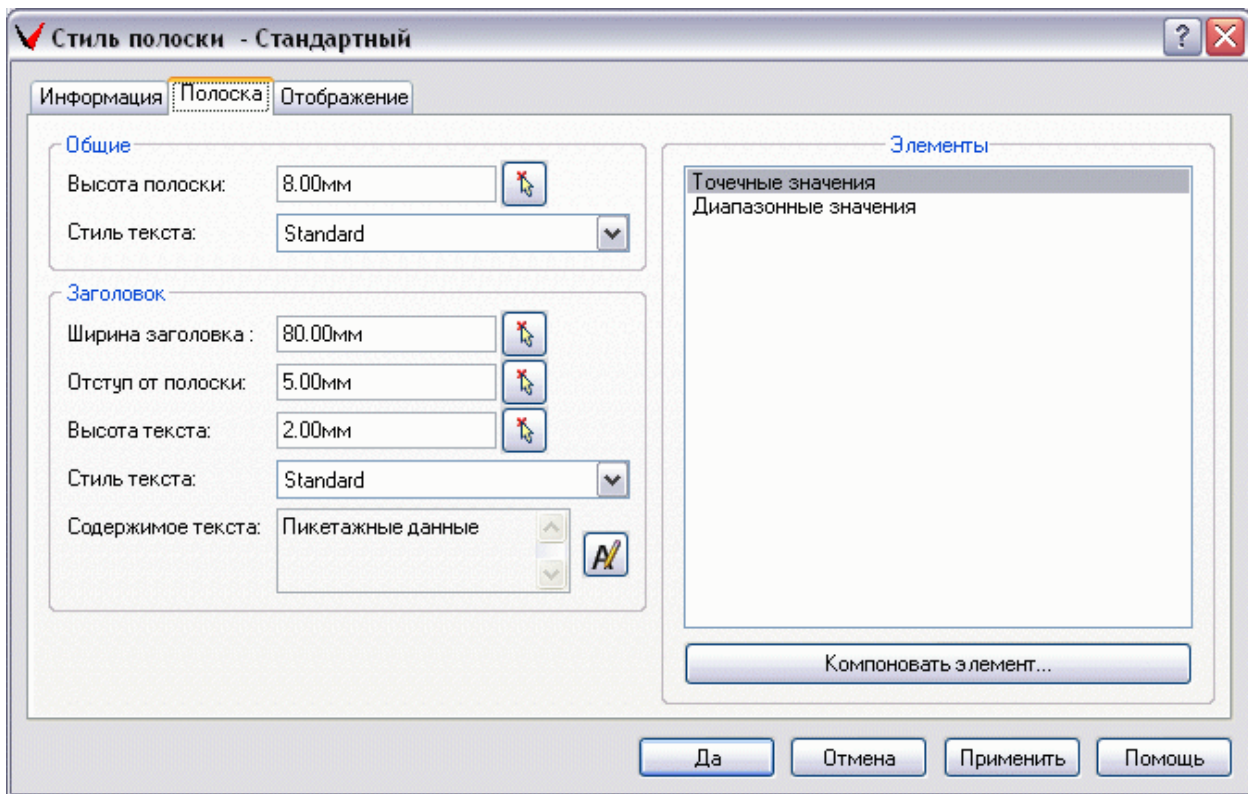 Стиль полоски - Стандартный
Информация Полоска Отображение
Общие
Высота полоски: 8.00мм
Стиль текста: Standard
Заголовок
Ширина заголовка : 80.00мм
Отступ от полоски: 5.00мм
Высота текста: 2.00мм
Стиль текста: Standard
Содержимое текста: Пикетажные данные
Элементы
Точечные значения
Диапазонные значения
Компоновать элемент...
Да Отмена Применить Помощь